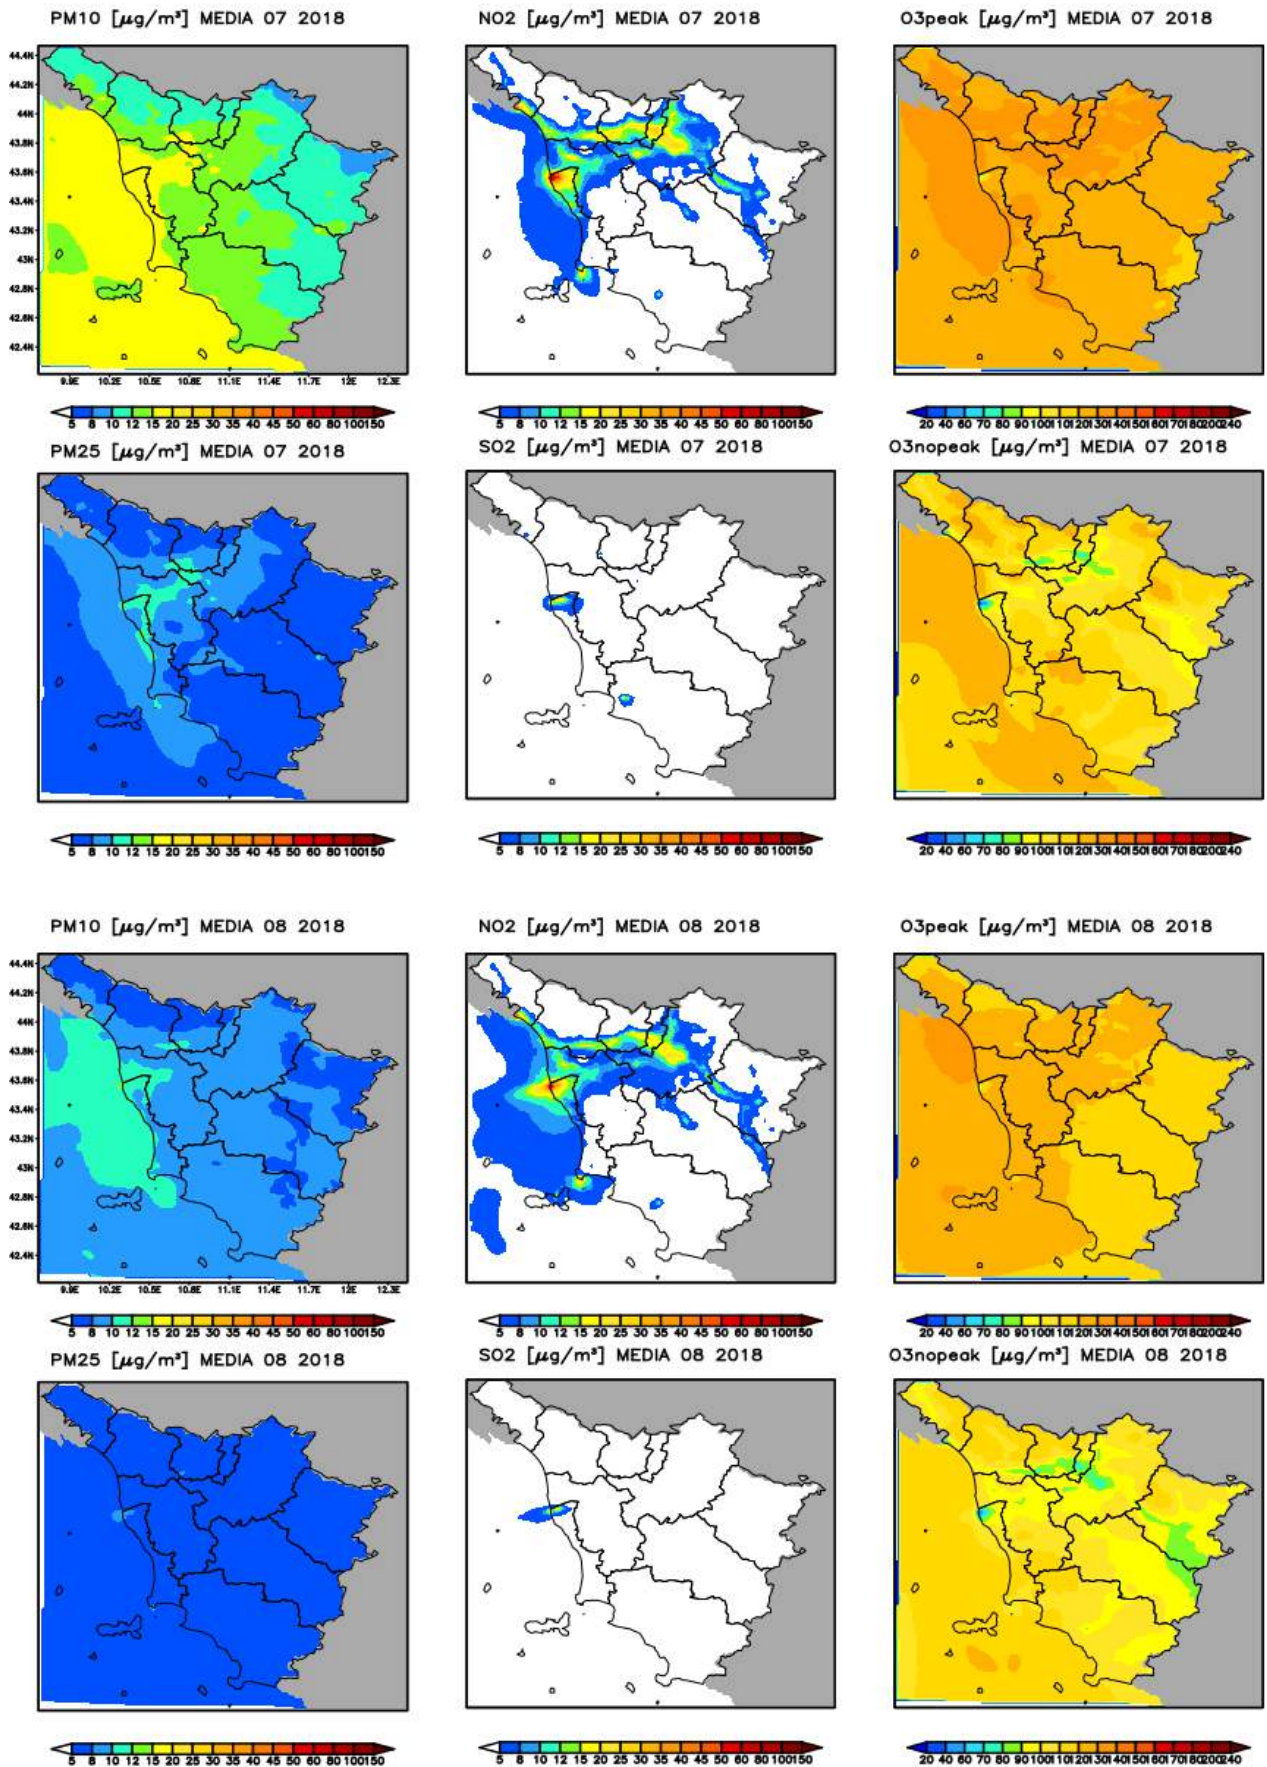 PM10 [μg/m³] MEDIA 07 2018
NO2 [μg/m³] MEDIA 07 2018
O3peak [μg/m³] MEDIA 07 2018
44.4N
44.2N
44N
43.8N
43.6N
43.4N
43.2N
43N
42.8N
42.6N
42.4N
9.9E 10.2E 10.5E 10.8E 11.1E 11.4E 11.7E 12E 12.3E
5 8 10 12 15 20 25 30 35 40 45 50 60 80 100 150
5 8 10 12 15 20 25 30 35 40 45 50 60 80 100 150
20 40 60 70 80 90 100 110 120 130 140 150 160 170 180 200 240
PM25 [μg/m³] MEDIA 07 2018
SO2 [μg/m³] MEDIA 07 2018
O3nopeak [μg/m³] MEDIA 07 2018
5 8 10 12 15 20 25 30 35 40 45 50 60 80 100 150
5 8 10 12 15 20 25 30 35 40 45 50 60 80 100 150
20 40 60 70 80 90 100 110 120 130 140 150 160 170 180 200 240
PM10 [μg/m³] MEDIA 08 2018
NO2 [μg/m³] MEDIA 08 2018
O3peak [μg/m³] MEDIA 08 2018
44.4N
44.2N
44N
43.8N
43.6N
43.4N
43.2N
43N
42.8N
42.6N
42.4N
9.9E 10.2E 10.5E 10.8E 11.1E 11.4E 11.7E 12E 12.3E
5 8 10 12 15 20 25 30 35 40 45 50 60 80 100 150
5 8 10 12 15 20 25 30 35 40 45 50 60 80 100 150
20 40 60 70 80 90 100 110 120 130 140 150 160 170 180 200 240
PM25 [μg/m³] MEDIA 08 2018
SO2 [μg/m³] MEDIA 08 2018
O3nopeak [μg/m³] MEDIA 08 2018
5 8 10 12 15 20 25 30 35 40 45 50 60 80 100 150
5 8 10 12 15 20 25 30 35 40 45 50 60 80 100 150
20 40 60 70 80 90 100 110 120 130 140 150 160 170 180 200 240